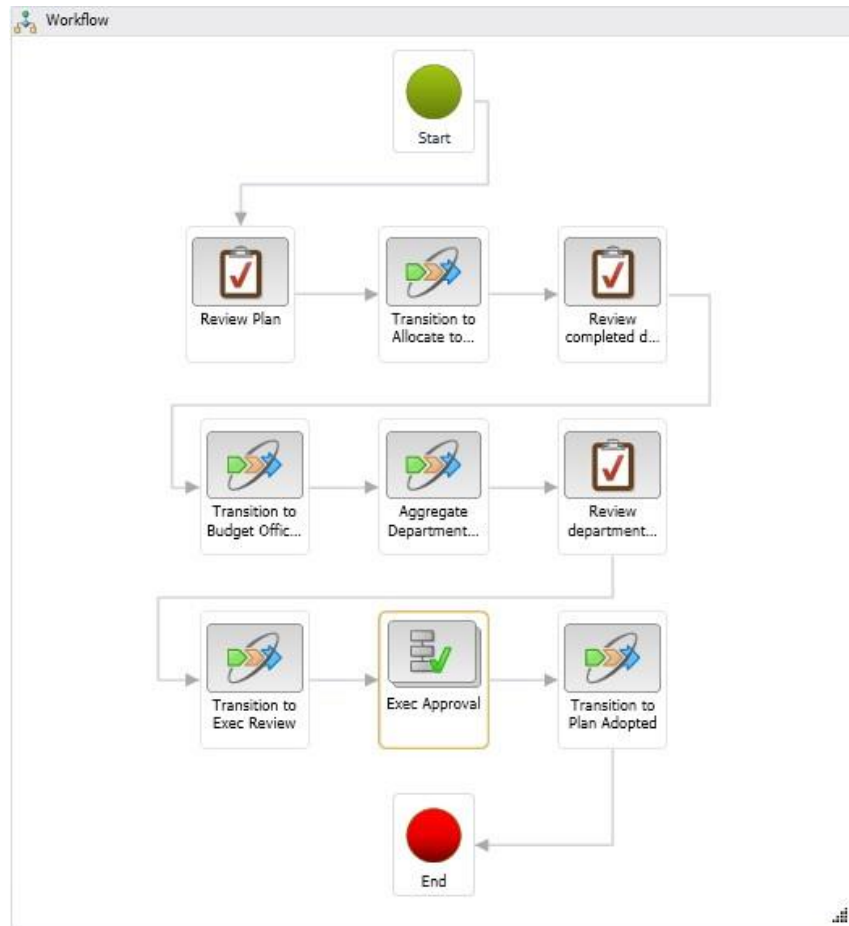 Workflow
Start
Review Plan
Transition to
Allocate to...
Review
completed d...
Transition to
Budget Offic...
Aggregate
Department...
Review
department...
Transition to
Exec Review
Exec Approval
Transition to
Plan Adopted
End